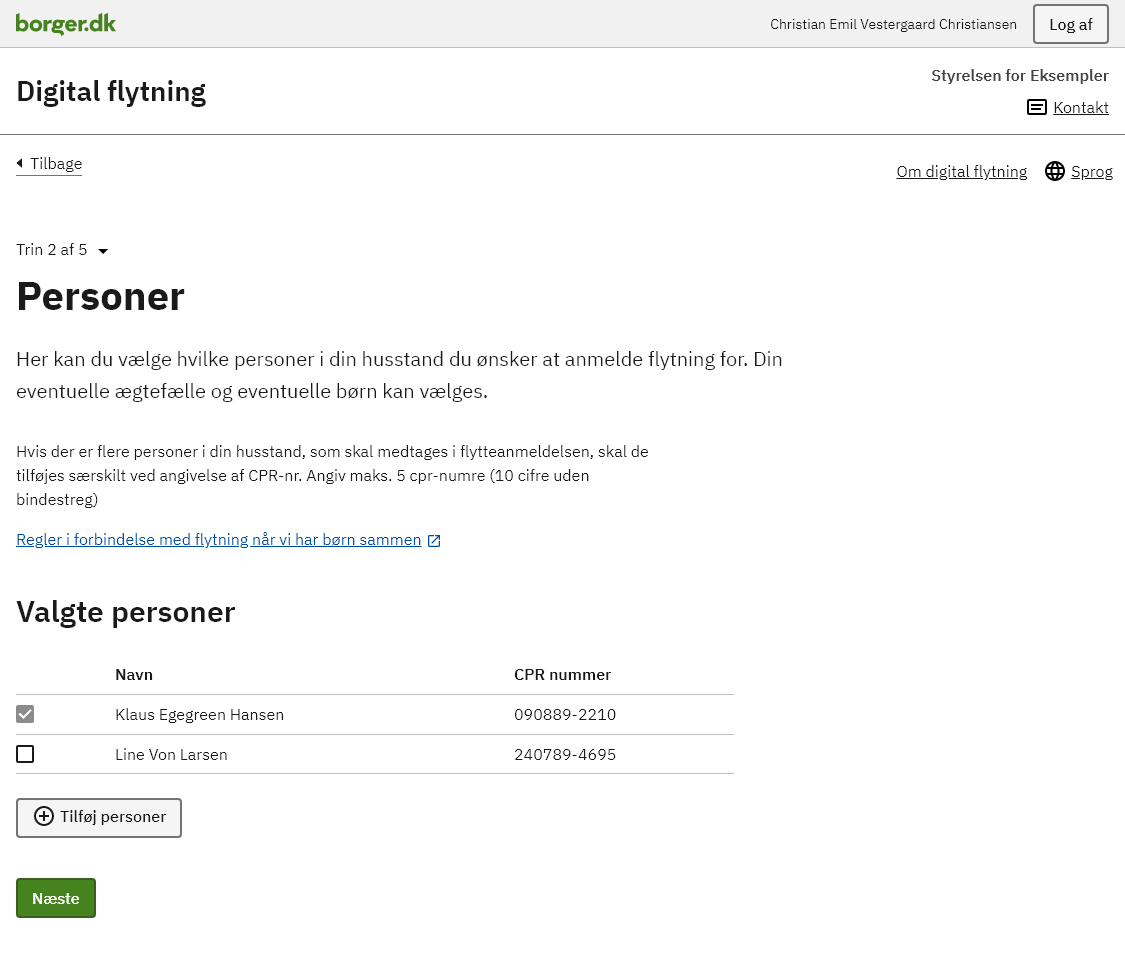 borger.dk
Christian Emil Vestergaard Christiansen
Log af
Digital flytning
Styrelsen for Eksempler
Kontakt
Tilbage
Om digital flytning
Sprog
Trin 2 af 5
Personer
Her kan du vælge hvilke personer i din husstand du ønsker at anmelde flytning for. Din
eventuelle ægtefælle og eventuelle børn kan vælges.
Hvis der er flere personer i din husstand, som skal medtages i flytteanmeldelsen, skal de
tilføjes særskilt ved angivelse af CPR-nr. Angiv maks. 5 cpr-numre (10 cifre uden
bindestreg)
Regler i forbindelse med flytning når vi har børn sammen
Valgte personer
Navn CPR nummer
Klaus Egegreen Hansen 090889-2210
Line Von Larsen 240789-4695
Tilføj personer
Næste